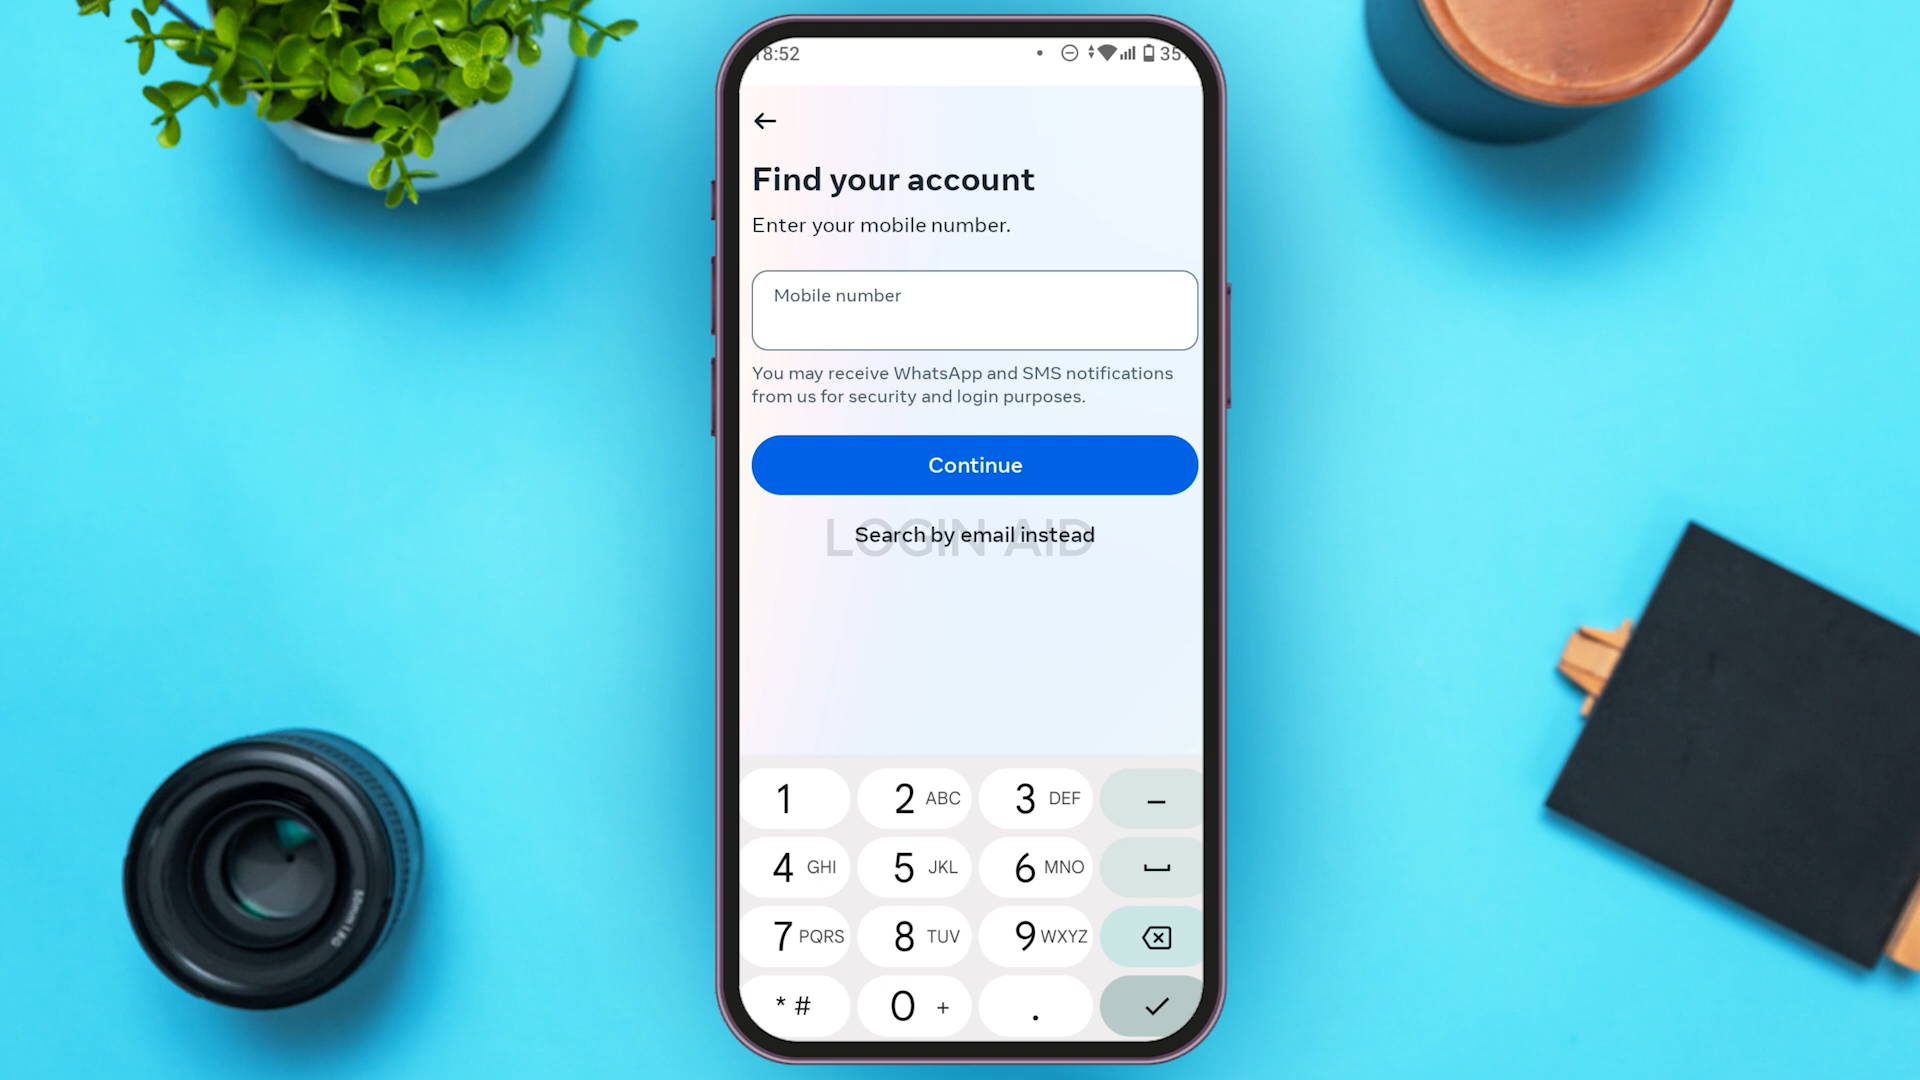 18:52
35
←
Find your account
Enter your mobile number.
Mobile number
You may receive WhatsApp and SMS notifications
from us for security and login purposes.
Continue
LOGIN AID
Search by email instead
1
2 ABC
3 DEF
–
4 GHI
5 JKL
6 MNO
7 PQRS
8 TUV
9 WXYZ
* #
0 +
.